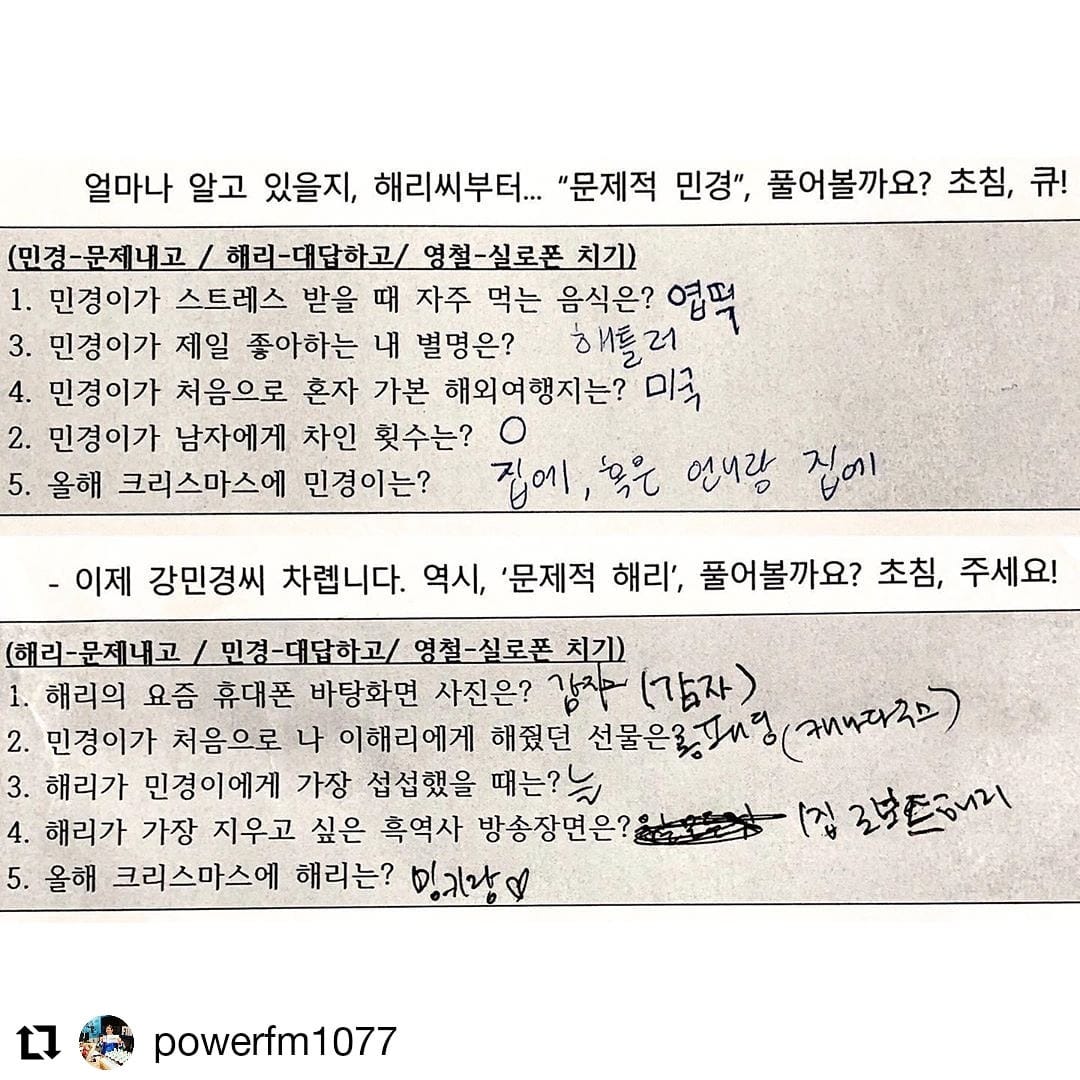 얼마나 알고 있을지, 해리씨부터... “문제적 민경”, 풀어볼까요? 초침, 큐!
(민경-문제내고 / 해리-대답하고/ 영철-실로폰 치기)
1. 민경이가 스트레스 받을 때 자주 먹는 음식은? 엽떡
3. 민경이가 제일 좋아하는 내 별명은? 해틀러
4. 민경이가 처음으로 혼자 가본 해외여행지는? 미국
2. 민경이가 남자에게 차인 횟수는? 0
5. 올해 크리스마스에 민경이는? 집에, 혹은 언니랑 집에
- 이제 강민경씨 차롑니다. 역시, ‘문제적 해리’, 풀어볼까요? 초침, 주세요!
(해리-문제내고 / 민경-대답하고/ 영철-실로폰 치기)
1. 해리의 요즘 휴대폰 바탕화면 사진은? 감자 (감자)
2. 민경이가 처음으로 나 이해리에게 해줬던 선물은 롱패딩 (캐나다구스)
3. 해리가 민경이에게 가장 섭섭했을 때는? 늘
4. 해리가 가장 지우고 싶은 흑역사 방송장면은? 1집 로보트해리
5. 올해 크리스마스에 해리는? 밍키랑♡
powerfm1077